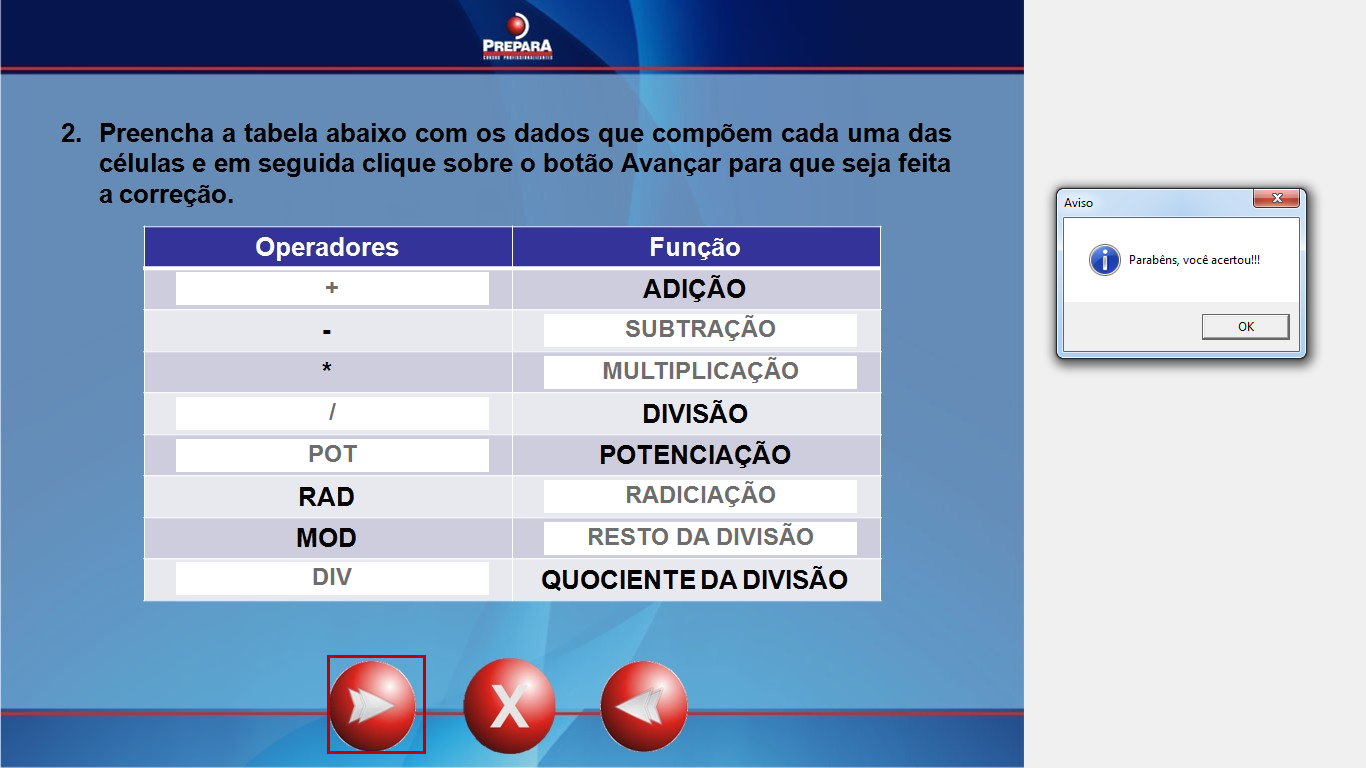 PREPARA
CURSOS PROFISSIONALIZANTES
2. Preencha a tabela abaixo com os dados que compõem cada uma das
células e em seguida clique sobre o botão Avançar para que seja feita
a correção.
Operadores Função
+ ADIÇÃO
- SUBTRAÇÃO
* MULTIPLICAÇÃO
/ DIVISÃO
POT POTENCIAÇÃO
RAD RADICIAÇÃO
MOD RESTO DA DIVISÃO
DIV QUOCIENTE DA DIVISÃO
X
Aviso
Parabéns, você acertou!!!
OK